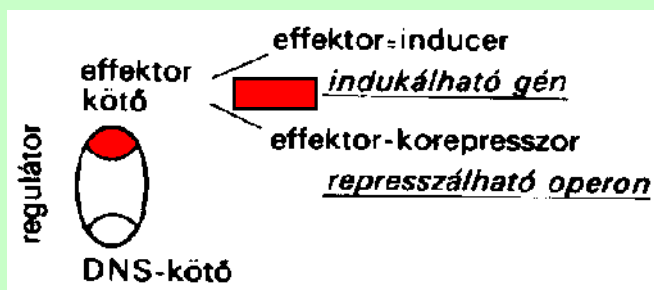 effektor=inducer
effektor
kötő
indukálható gén
effektor-korepresszor
represszálható operon
regulátor
DNS-kötő